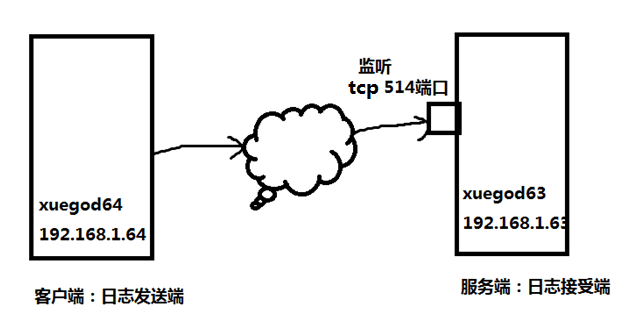 监听
tcp 514端口
xuegod64
192.168.1.64
xuegod63
192.168.1.63
客户端：日志发送端
服务端：日志接受端